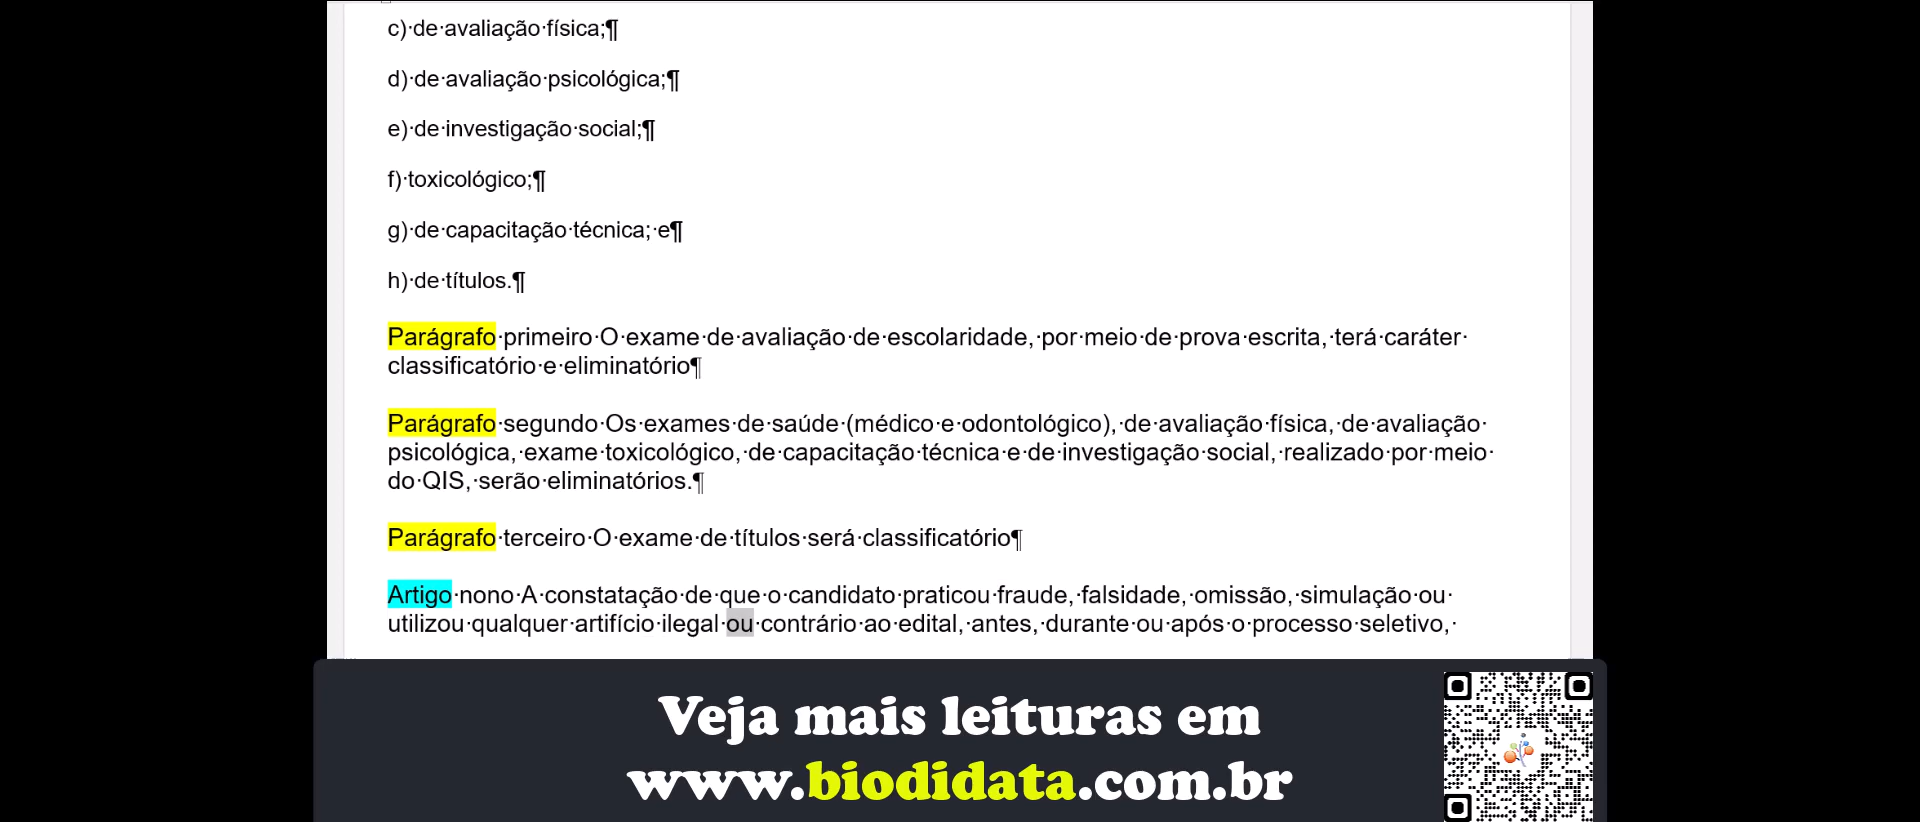 c) de avaliação física;¶
d) de avaliação psicológica;¶
e) de investigação social;¶
f) toxicológico;¶
g) de capacitação técnica; e¶
h) de títulos.¶
Parágrafo primeiro O exame de avaliação de escolaridade, por meio de prova escrita, terá caráter
classificatório e eliminatório¶
Parágrafo segundo Os exames de saúde (médico e odontológico), de avaliação física, de avaliação
psicológica, exame toxicológico, de capacitação técnica e de investigação social, realizado por meio
do QIS, serão eliminatórios.¶
Parágrafo terceiro O exame de títulos será classificatório¶
Artigo nono A constatação de que o candidato praticou fraude, falsidade, omissão, simulação ou
utilizou qualquer artifício ilegal ou contrário ao edital, antes, durante ou após o processo seletivo,
Veja mais leituras em
www.biodidata.com.br